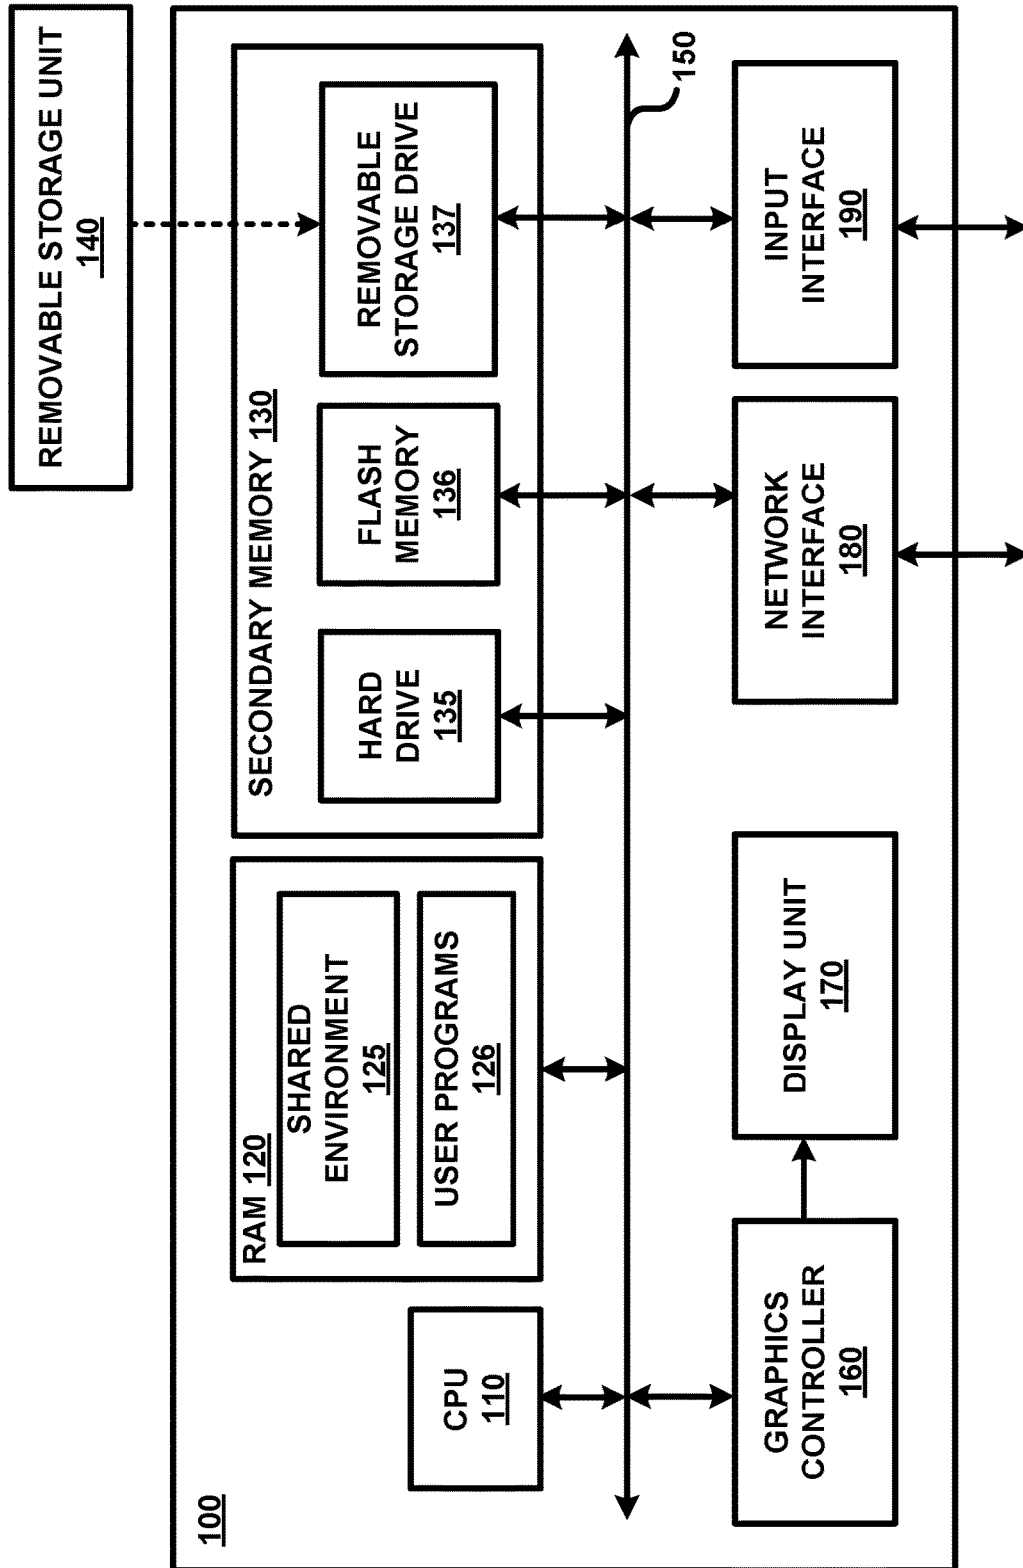 REMOVABLE STORAGE UNIT
140
100
CPU
110
RAM 120
SHARED
ENVIRONMENT
125
USER PROGRAMS
126
SECONDARY MEMORY 130
HARD
DRIVE
135
FLASH
MEMORY
136
REMOVABLE
STORAGE DRIVE
137
150
GRAPHICS
CONTROLLER
160
DISPLAY UNIT
170
NETWORK
INTERFACE
180
INPUT
INTERFACE
190